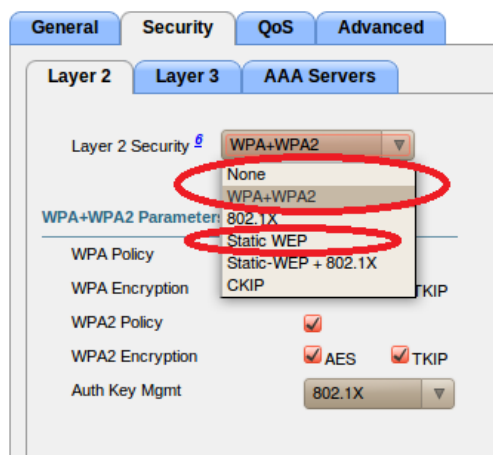 General Security QoS Advanced
Layer 2 Layer 3 AAA Servers
Layer 2 Security 6 WPA+WPA2
None
WPA+WPA2
WPA+WPA2 Parameters 802.1X
Static WEP
WPA Policy
Static-WEP + 802.1X
WPA Encryption CKIP TKIP
WPA2 Policy
WPA2 Encryption AES TKIP
Auth Key Mgmt 802.1X